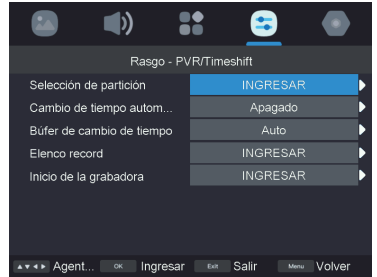 Rasgo - PVR/Timeshift
Selección de partición INGRESAR
Cambio de tiempo autom... Apagado
Búfer de cambio de tiempo Auto
Elenco record INGRESAR
Inicio de la grabadora INGRESAR
Agent... OK Ingresar Exit Salir Menu Volver